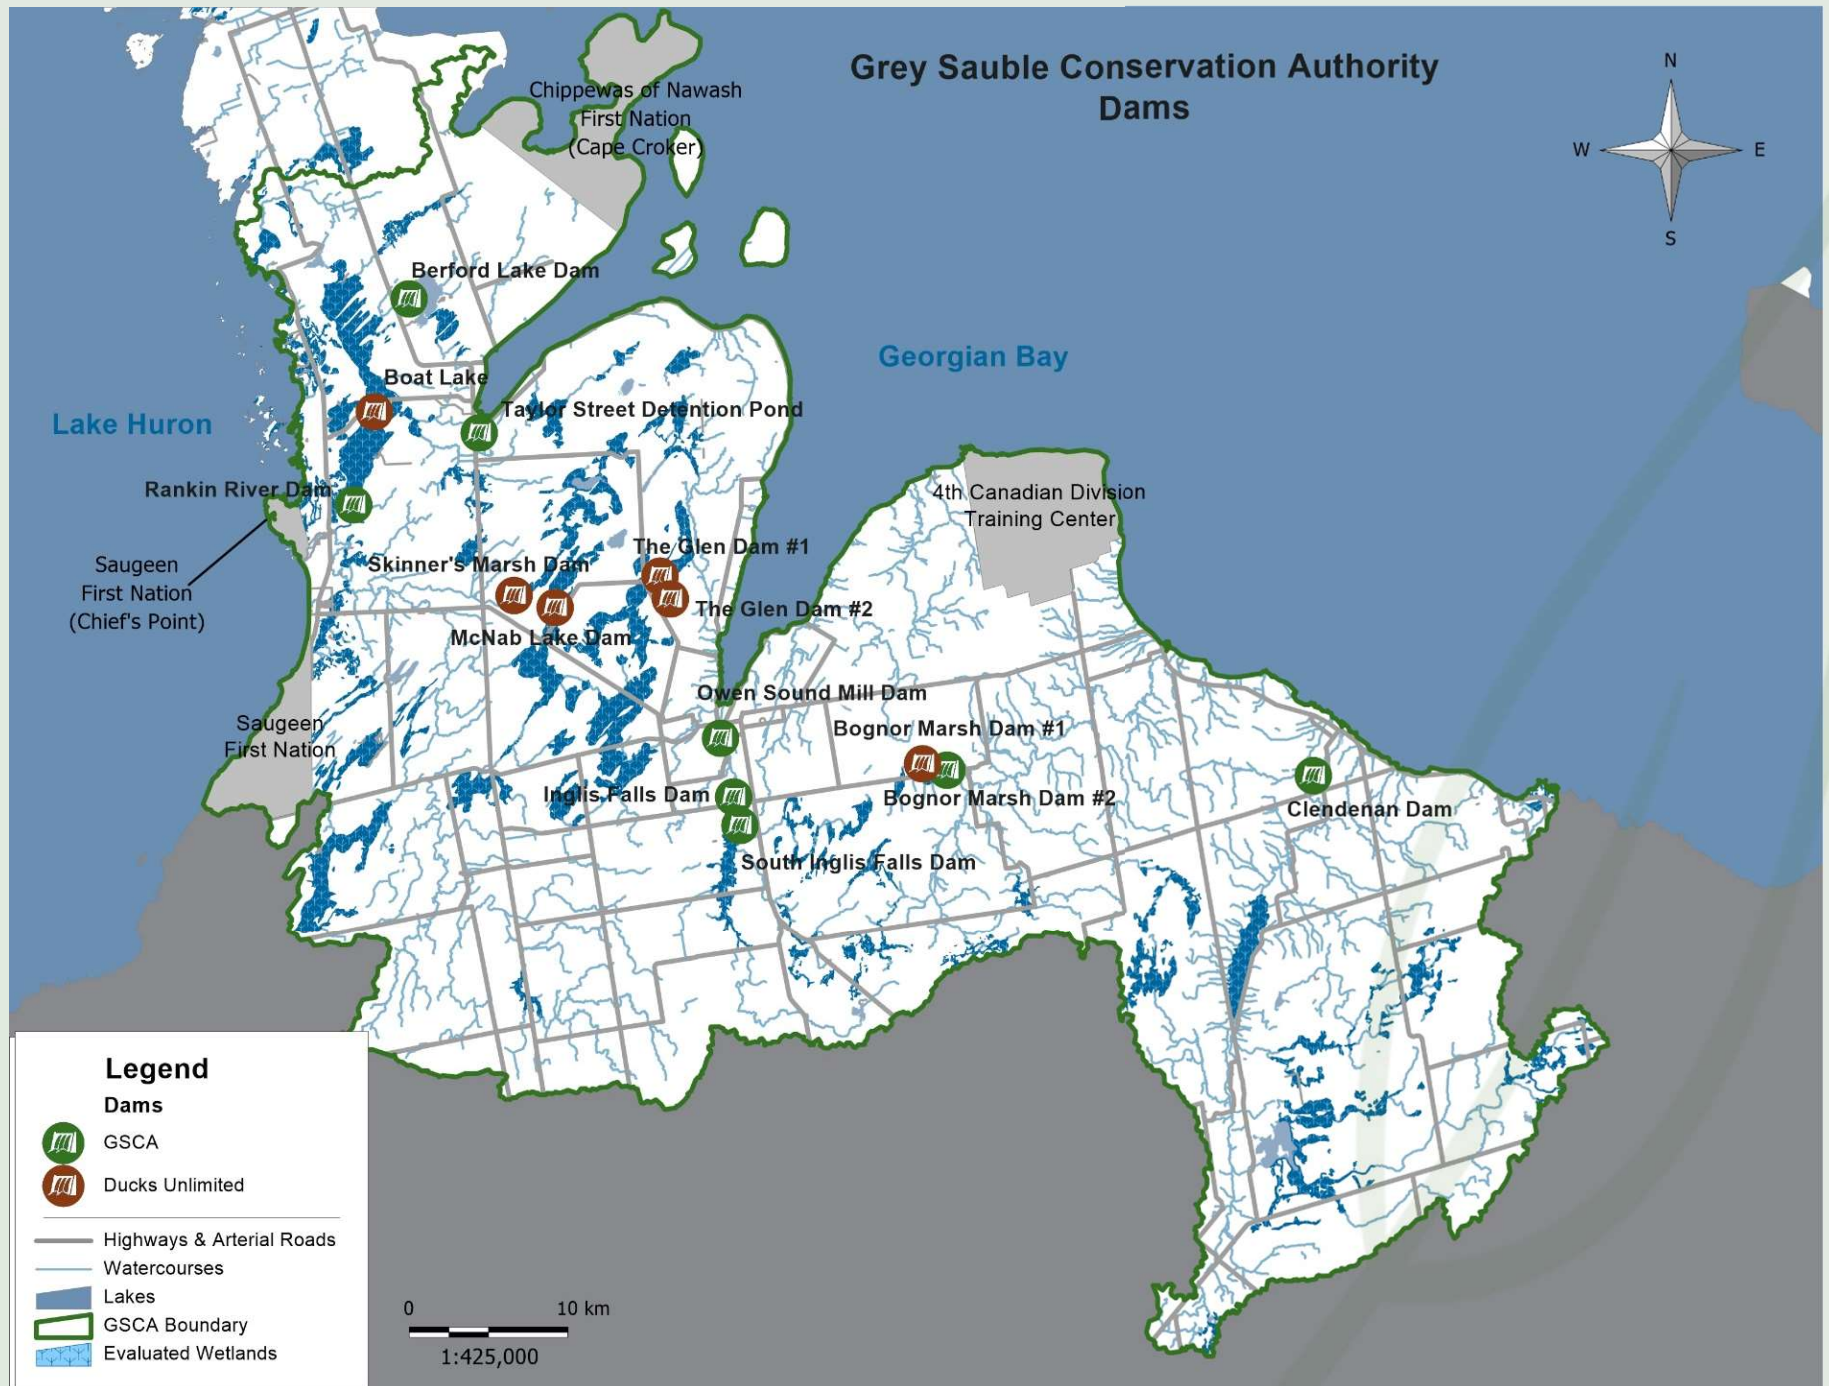 Grey Sauble Conservation Authority
Dams
N
W
E
S
Chippewas of Nawash
First Nation
(Cape Croker)
Berford Lake Dam
Georgian Bay
Boat Lake
Taylor Street Detention Pond
Lake Huron
Rankin River Dam
4th Canadian Division
Training Center
The Glen Dam #1
Skinner's Marsh Dam
Saugeen
First Nation
(Chief's Point)
The Glen Dam #2
McNab Lake Dam
Owen Sound Mill Dam
Saugeen
First Nation
Bognor Marsh Dam #1
Inglis Falls Dam
Bognor Marsh Dam #2
Clendenan Dam
South Inglis Falls Dam
Legend
Dams
GSCA
Ducks Unlimited
Highways & Arterial Roads
Watercourses
Lakes
GSCA Boundary
Evaluated Wetlands
0 10 km
1:425,000